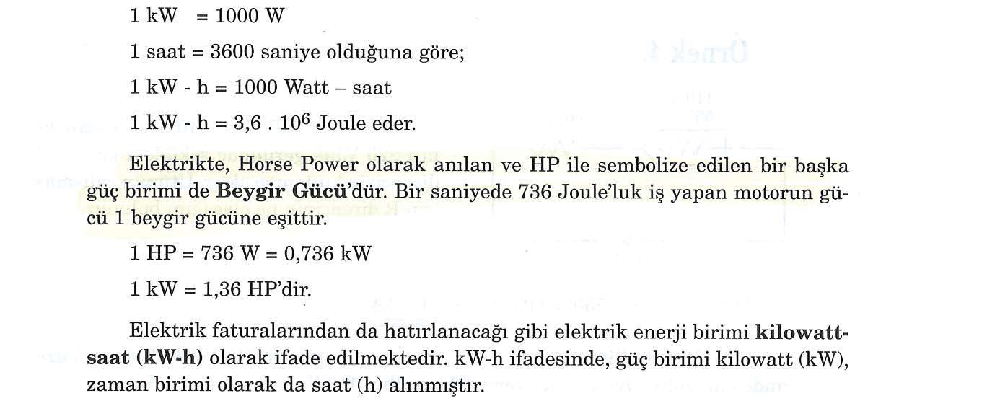 1 kW = 1000 W
1 saat = 3600 saniye olduğuna göre;
1 kW - h = 1000 Watt – saat
1 kW - h = 3,6 . 10⁶ Joule eder.
Elektrikte, Horse Power olarak anılan ve HP ile sembolize edilen bir başka
güç birimi de Beygir Gücü'dür. Bir saniyede 736 Joule'luk iş yapan motorun gü-
cü 1 beygir gücüne eşittir.
1 HP = 736 W = 0,736 kW
1 kW = 1,36 HP'dir.
Elektrik faturalarından da hatırlanacağı gibi elektrik enerji birimi kilowatt-
saat (kW-h) olarak ifade edilmektedir. kW-h ifadesinde, güç birimi kilowatt (kW),
zaman birimi olarak da saat (h) alınmıştır.